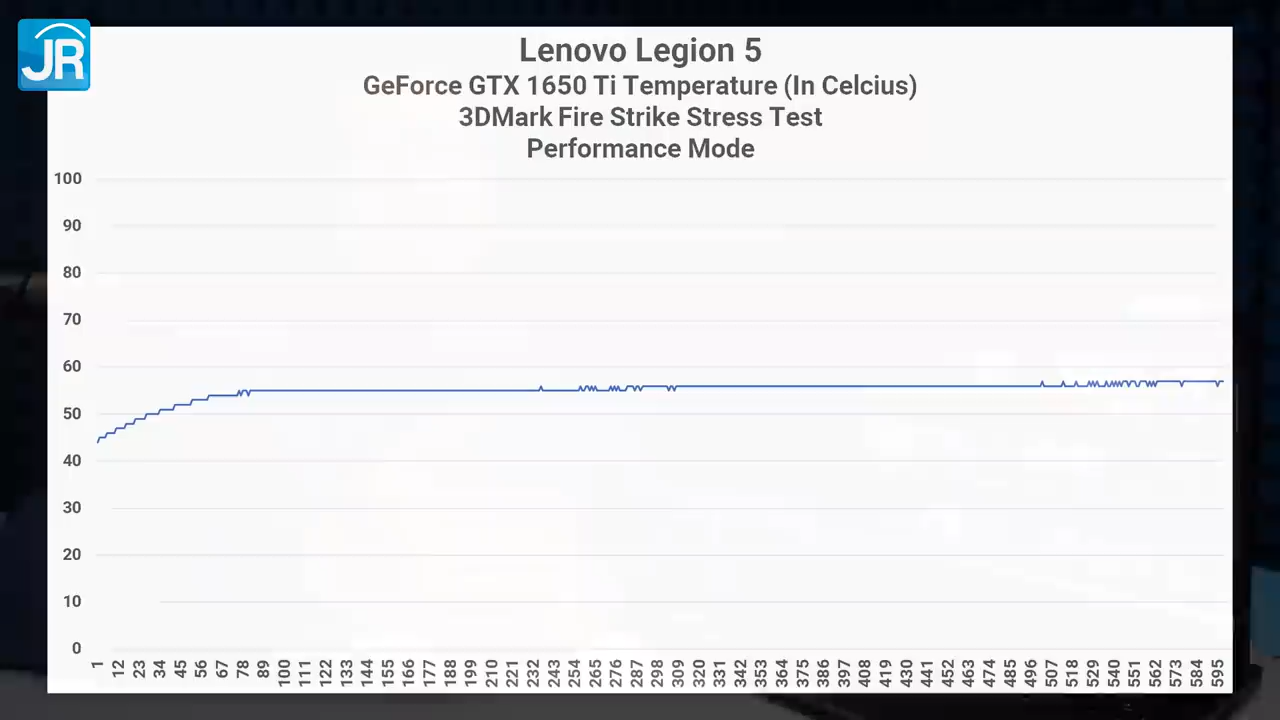 JR
Lenovo Legion 5
GeForce GTX 1650 Ti Temperature (In Celcius)
3DMark Fire Strike Stress Test
Performance Mode
100
90
80
70
60
50
40
30
20
10
0
1 12 23 34 45 56 67 78 89 100 111 122 133 144 155 166 177 188 199 210 221 232 243 254 265 276 287 298 309 320 331 342 353 364 375 386 397 408 419 430 441 452 463 474 485 496 507 518 529 540 551 562 573 584 595